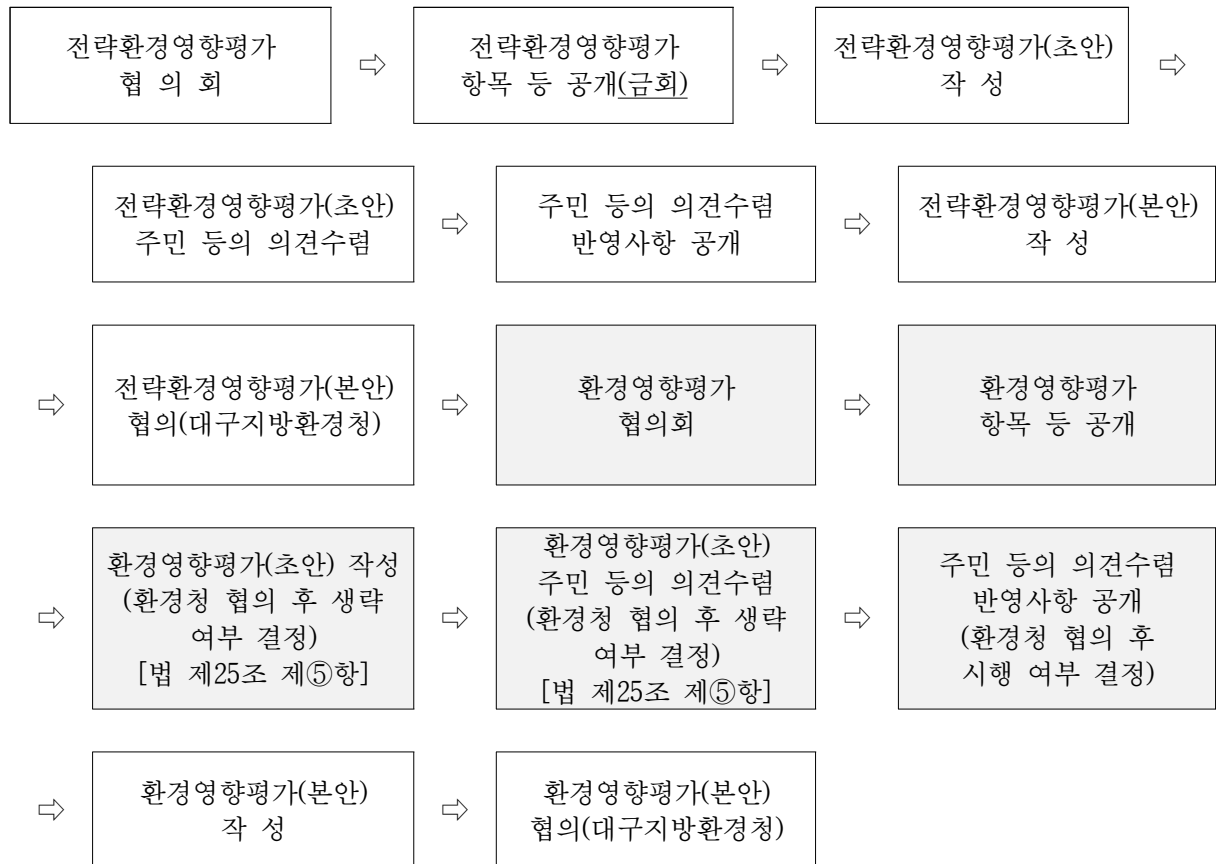 전략환경영향평가
협 의 회
⇨
전략환경영향평가
항목 등 공개(금회)
⇨
전략환경영향평가(초안)
작 성
⇨
전략환경영향평가(초안)
주민 등의 의견수렴
⇨
주민 등의 의견수렴
반영사항 공개
⇨
전략환경영향평가(본안)
작 성
⇨
전략환경영향평가(본안)
협의(대구지방환경청)
⇨
환경영향평가
협의회
⇨
환경영향평가
항목 등 공개
⇨
환경영향평가(초안) 작성
(환경청 협의 후 생략
여부 결정)
[법 제25조 제⑤항]
⇨
환경영향평가(초안)
주민 등의 의견수렴
(환경청 협의 후 생략
여부 결정)
[법 제25조 제⑤항]
⇨
주민 등의 의견수렴
반영사항 공개
(환경청 협의 후
시행 여부 결정)
⇨
환경영향평가(본안)
작 성
⇨
환경영향평가(본안)
협의(대구지방환경청)